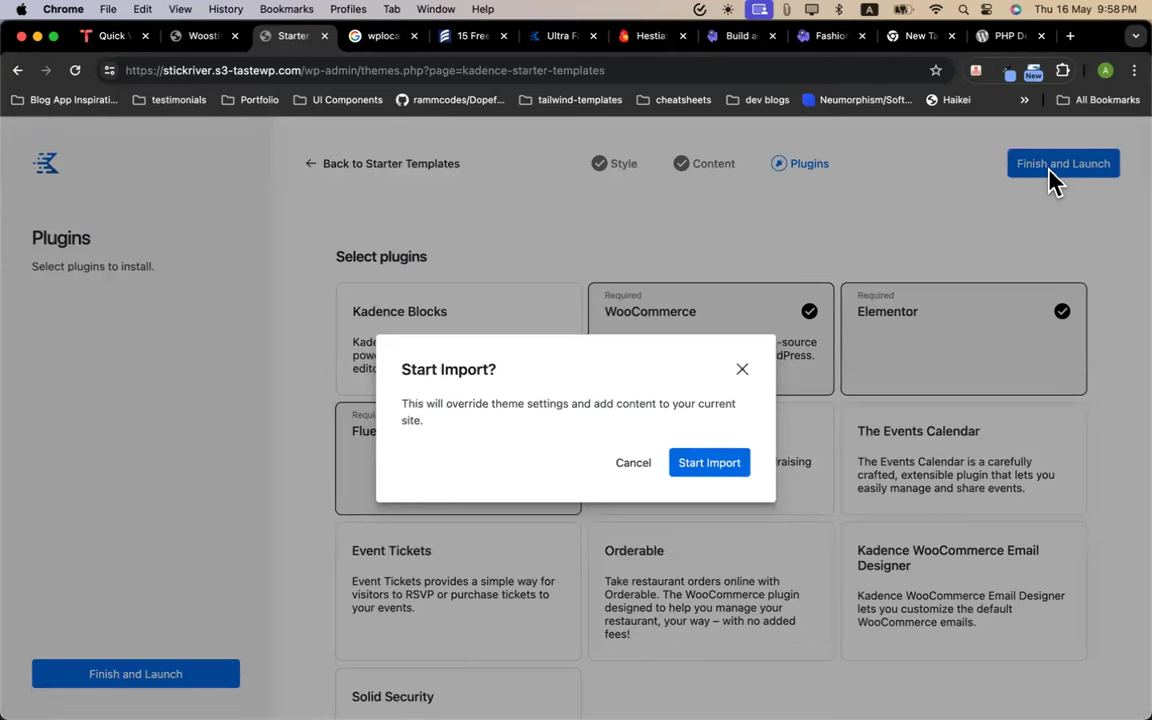 Chrome File Edit View History Bookmarks Profiles Tab Window Help A Thu 16 May 9:58 PM
Quick Woosti Starter wploca 15 Free Ultra F Hestia Build a Fashion New Ta PHP D
https://stickriver.s3-tastewp.com/wp-admin/themes.php?page=kadence-starter-templates New A
Blog App Inspirati... testimonials Portfolio UI Components rammcodes/Dopef... tailwind-templates cheatsheets dev blogs Neumorphism/Soft... Haikei » All Bookmarks
Back to Starter Templates Style Content Plugins Finish and Launch
Plugins
Select plugins to install.
Finish and Launch
Select plugins
Kadence Blocks
Required
WooCommerce
-source
Press.
Required
Elementor
Start Import?
This will override theme settings and add content to your current
site.
Cancel Start Import
raising
The Events Calendar
The Events Calendar is a carefully
crafted, extensible plugin that lets you
easily manage and share events.
Event Tickets
Event Tickets provides a simple way for
visitors to RSVP or purchase tickets to
your events.
Orderable
Take restaurant orders online with
Orderable. The WooCommerce plugin
designed to help you manage your
restaurant, your way – with no added
fees!
Kadence WooCommerce Email
Designer
Kadence WooCommerce Email Designer
lets you customize the default
WooCommerce emails.
Solid Security